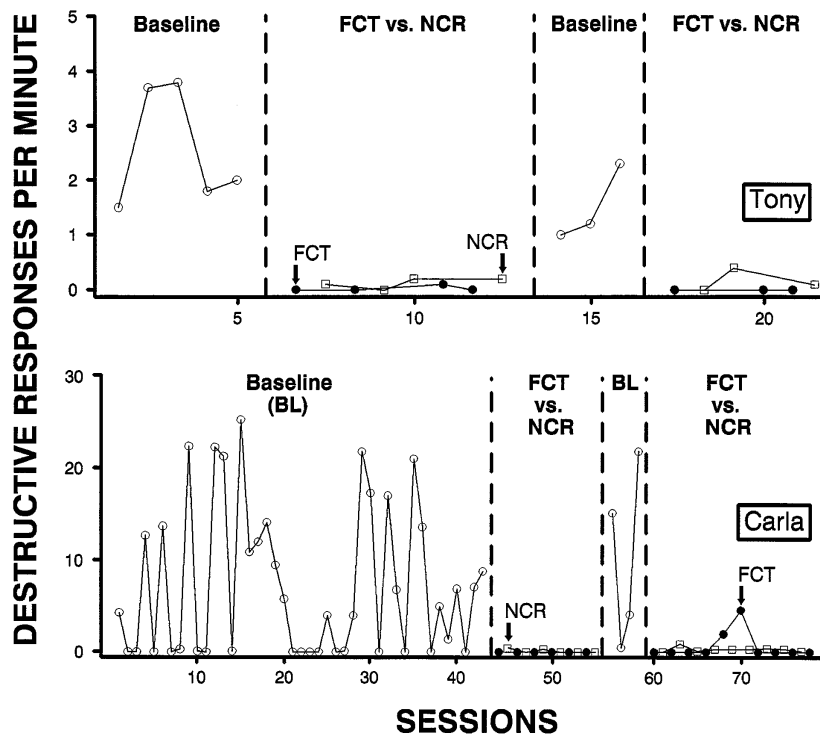 DESTRUCTIVE RESPONSES PER MINUTE
Baseline FCT vs. NCR Baseline FCT vs. NCR
5
4
3
2
1
0
FCT
NCR
Tony
5 10 15 20
Baseline
(BL)
FCT
vs.
NCR
BL
FCT
vs.
NCR
30
20
10
0
NCR
FCT
Carla
10 20 30 40 50 60 70
SESSIONS